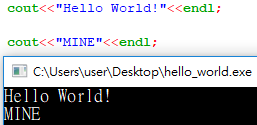 cout<<"Hello World!"<<endl;
cout<<"MINE"<<endl;
C:\Users\user\Desktop\hello_world.exe
Hello World!
MINE